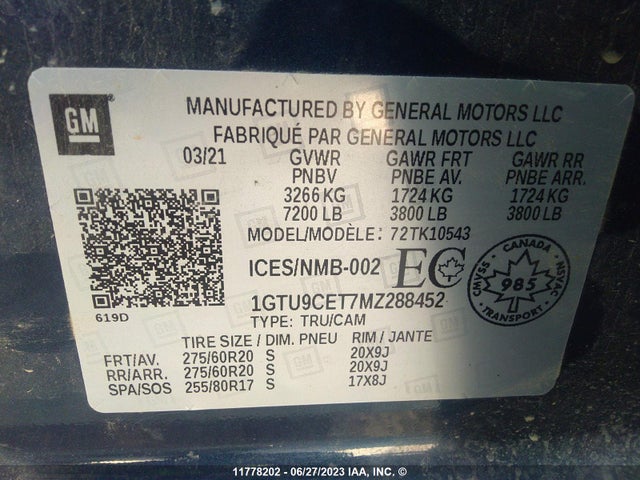 GM
MANUFACTURED BY GENERAL MOTORS LLC
FABRIQUÉ PAR GENERAL MOTORS LLC
03/21 GVWR GAWR FRT GAWR RR
PNBV PNBE AV. PNBE ARR.
3266 KG 1724 KG 1724 KG
7200 LB 3800 LB 3800 LB
MODEL/MODÈLE: 72TK10543
ICES/NMB-002 EC
CANADA
CMVSS 985 NSVAC
TRANSPORT
1GTU9CET7MZ288452
619D
TYPE: TRU/CAM
TIRE SIZE / DIM. PNEU RIM / JANTE
FRT/AV. 275/60R20 S 20X9J
RR/ARR. 275/60R20 S 20X9J
SPA/SOS 255/80R17 S 17X8J
11778202 - 06/27/2023 IAA, INC. ©